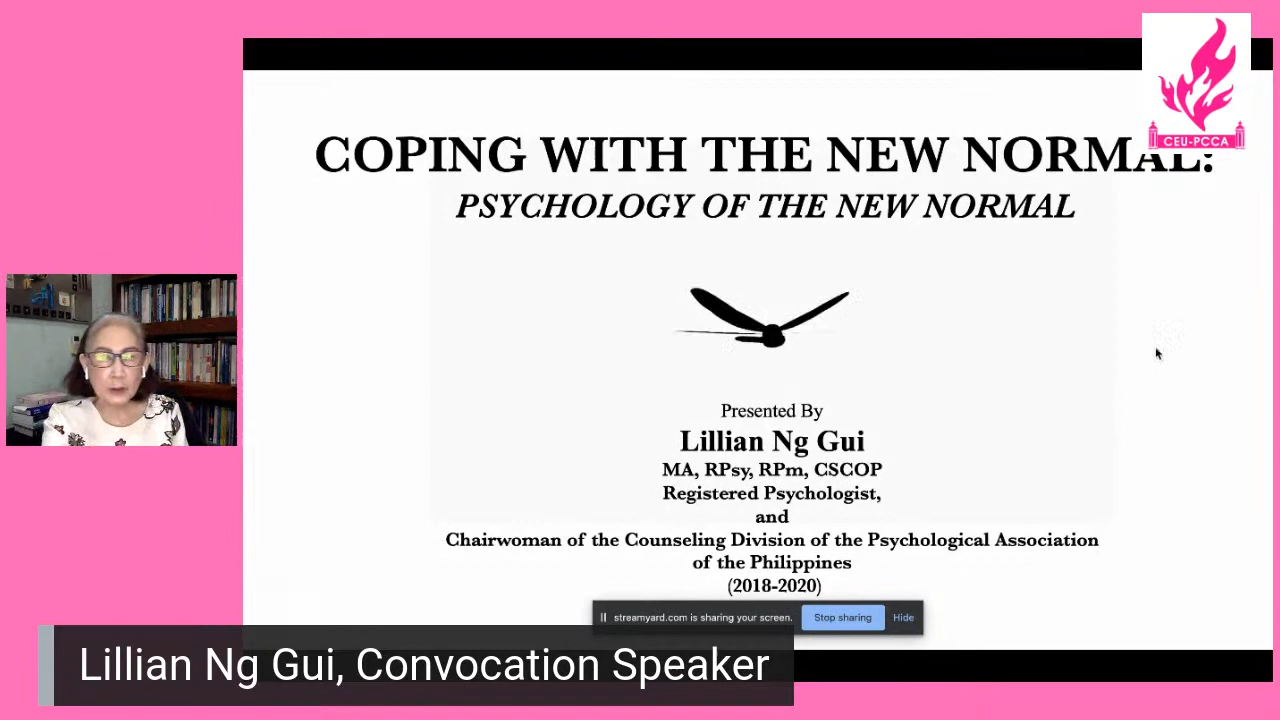 COPING WITH THE NEW NORMAL:
PSYCHOLOGY OF THE NEW NORMAL
CEU-PCCA
Presented By
Lillian Ng Gui
MA, RPsy, RPm, CSCOP
Registered Psychologist,
and
Chairwoman of the Counseling Division of the Psychological Association
of the Philippines
(2018-2020)
streamyard.com is sharing your screen. Stop sharing Hide
Lillian Ng Gui, Convocation Speaker